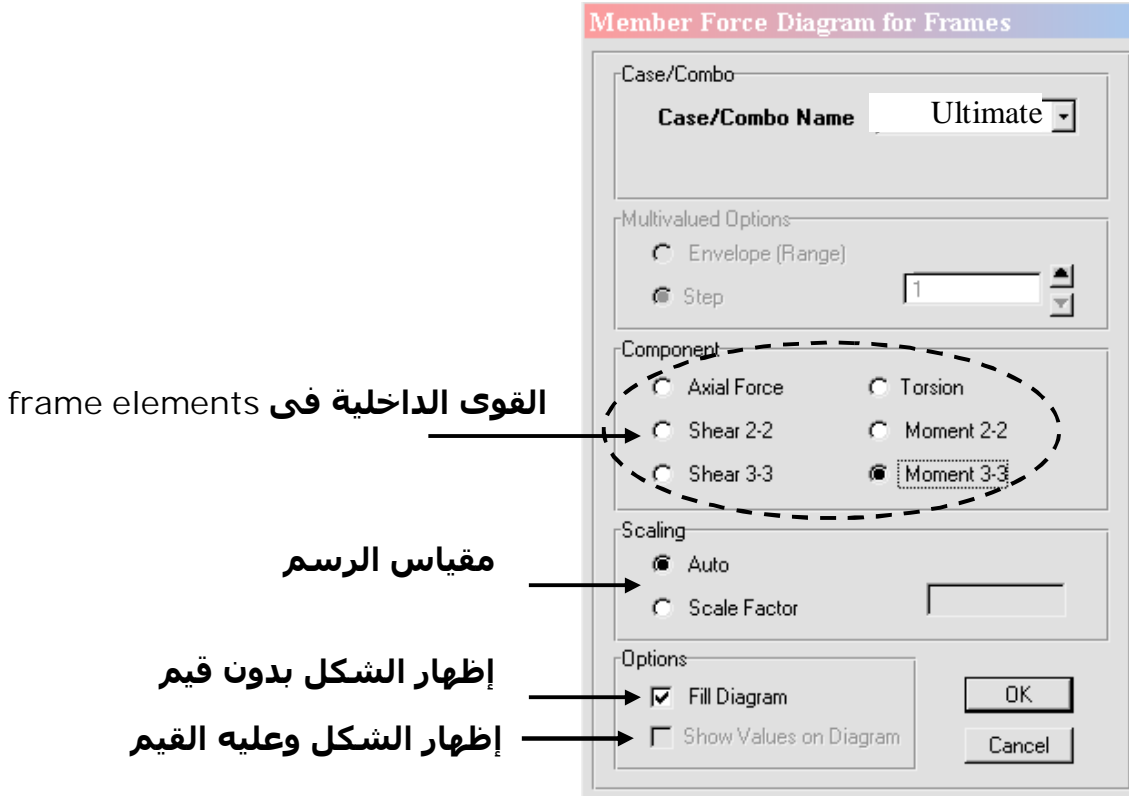 Member Force Diagram for Frames
Case/Combo
Case/Combo Name Ultimate
Multivalued Options
Envelope (Range)
Step 1
Component
Axial Force Torsion
القوى الداخلية فى frame elements
Shear 2-2 Moment 2-2
Shear 3-3 Moment 3-3
Scaling
مقياس الرسم
Auto
Scale Factor
Options
إظهار الشكل بدون قيم
Fill Diagram OK
إظهار الشكل وعليه القيم
Show Values on Diagram Cancel